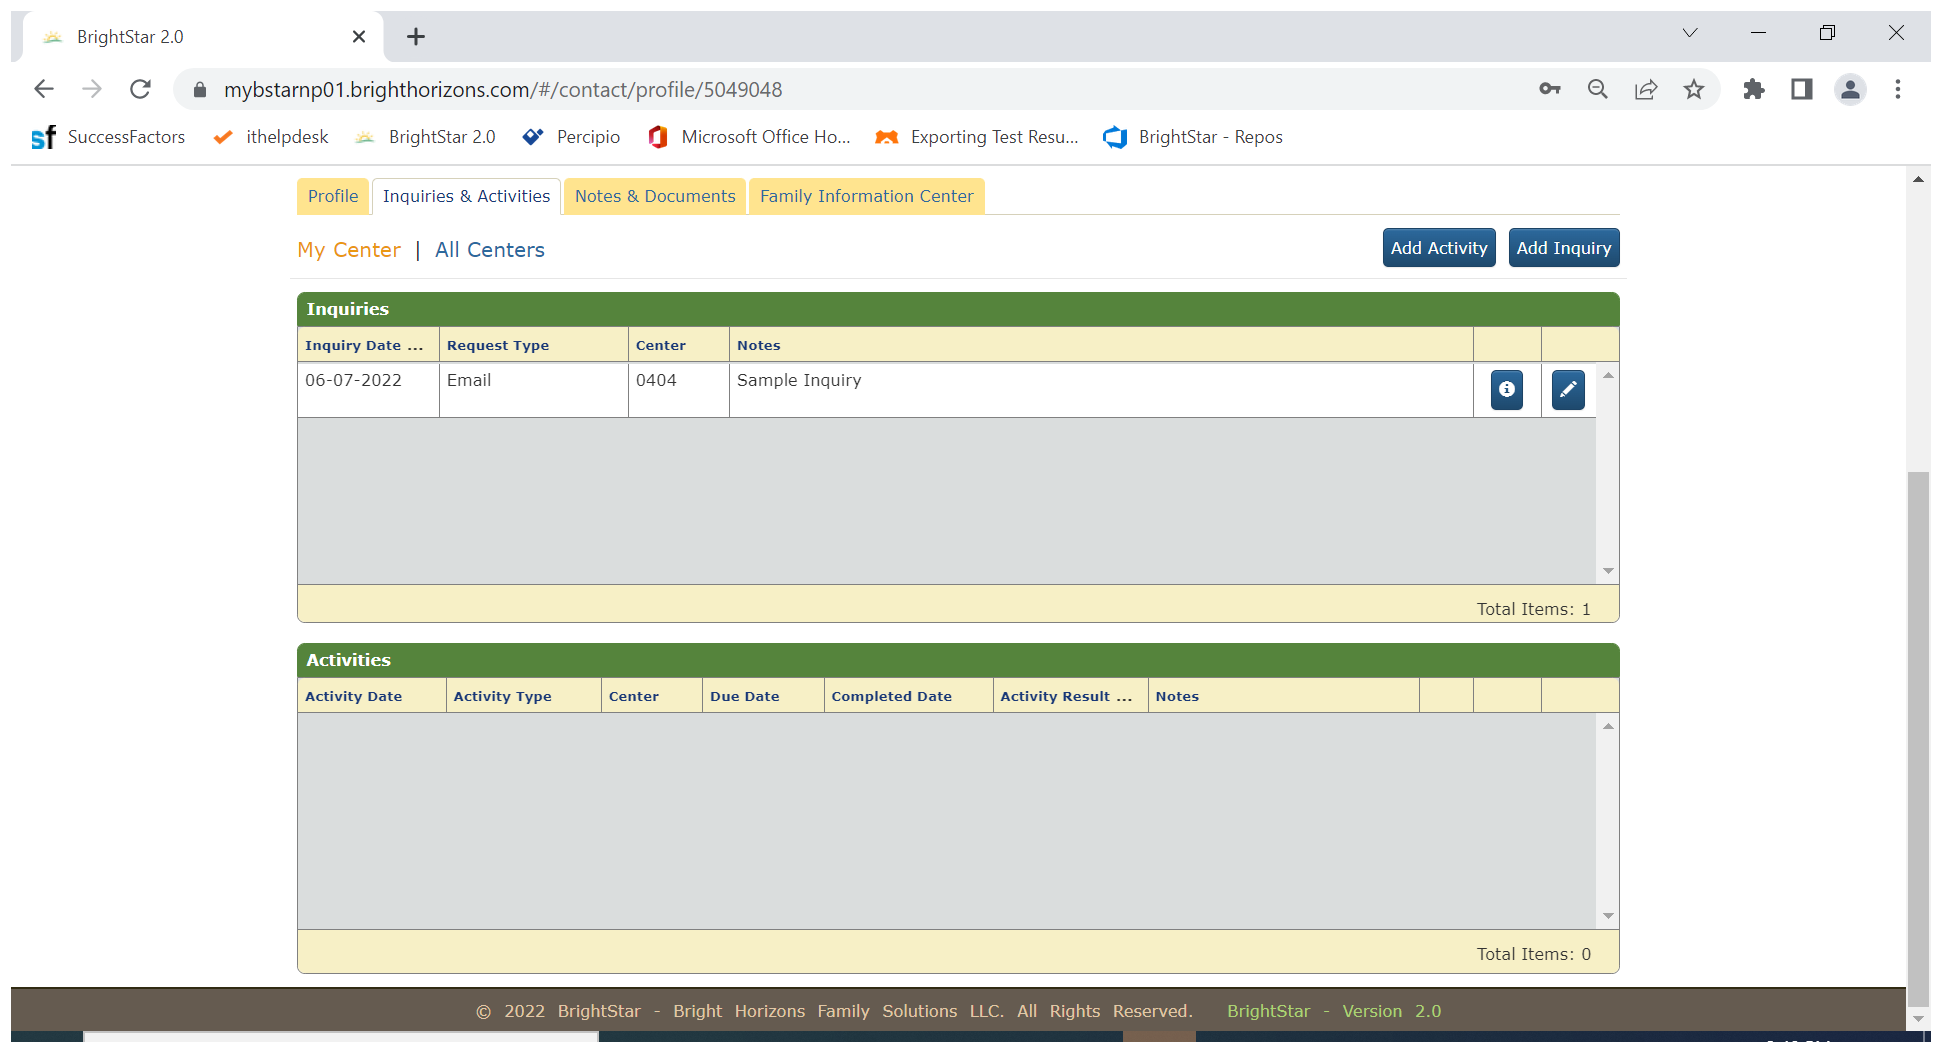 BrightStar 2.0
mybstarnp01.brighthorizons.com/#/contact/profile/5049048
sf SuccessFactors ithelpdesk BrightStar 2.0 Percipio Microsoft Office Ho... Exporting Test Resu... BrightStar - Repos
Profile Inquiries & Activities Notes & Documents Family Information Center
My Center | All Centers Add Activity Add Inquiry
Inquiries
Inquiry Date ... Request Type Center Notes
06-07-2022 Email 0404 Sample Inquiry
Total Items: 1
Activities
Activity Date Activity Type Center Due Date Completed Date Activity Result ... Notes
Total Items: 0
© 2022 BrightStar - Bright Horizons Family Solutions LLC. All Rights Reserved. BrightStar - Version 2.0